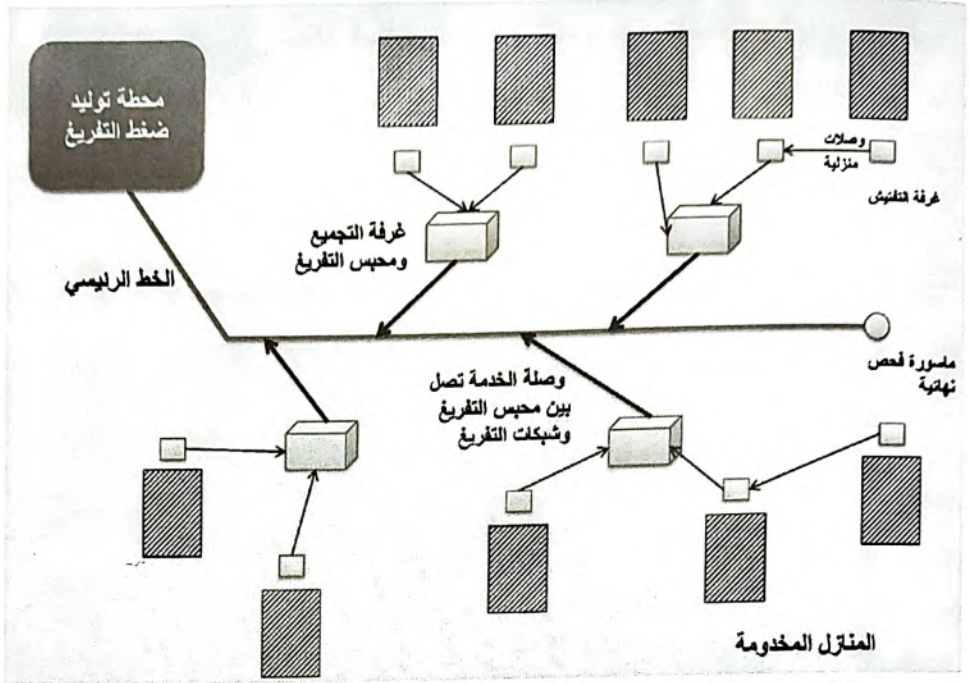 محطة توليد
ضغط التفريغ
وصلات
منزلية
غرفة التفتيش
غرفة التجميع
ومحبس التفريغ
الخط الرئيسي
ماسورة فحص
نهائية
وصلة الخدمة تصل
بين محبس التفريغ
وشبكات التفريغ
المنازل المخدومة